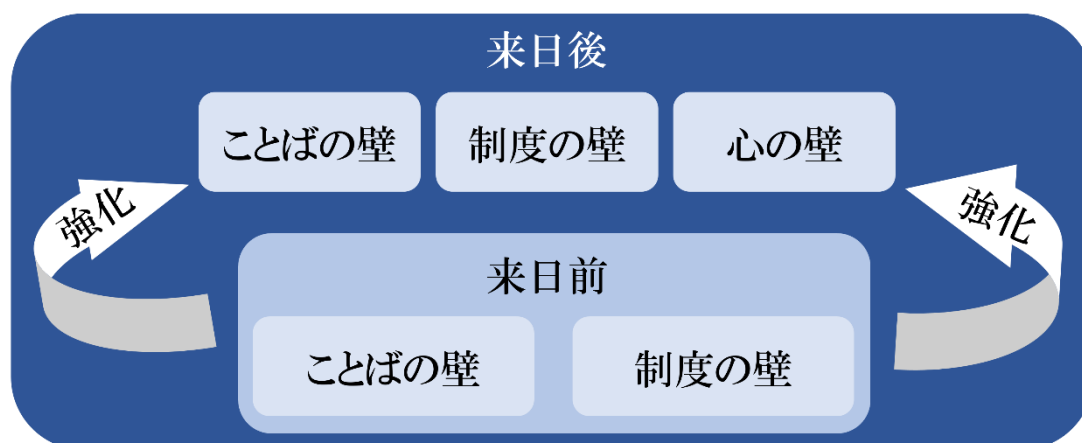 来日後
ことばの壁
制度の壁
心の壁
強化
強化
来日前
ことばの壁
制度の壁